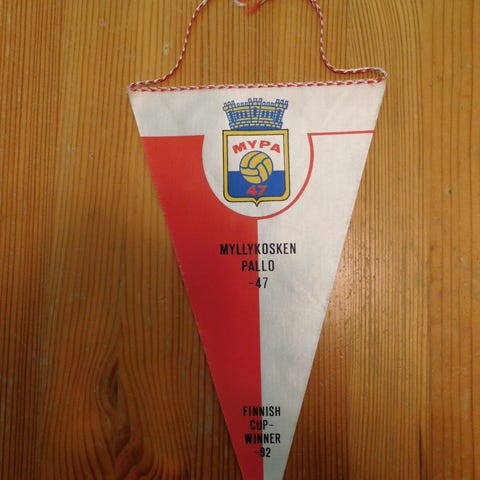 MYPA
47
MYLLYKOSKEN
PALLO
-47
FINNISH
CUP-
WINNER
-92